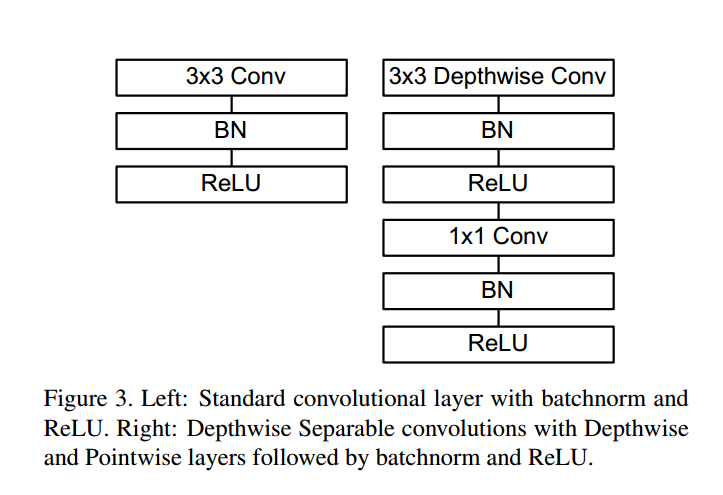 3x3 Conv
BN
ReLU
3x3 Depthwise Conv
BN
ReLU
1x1 Conv
BN
ReLU
Figure 3. Left: Standard convolutional layer with batchnorm and
ReLU. Right: Depthwise Separable convolutions with Depthwise
and Pointwise layers followed by batchnorm and ReLU.